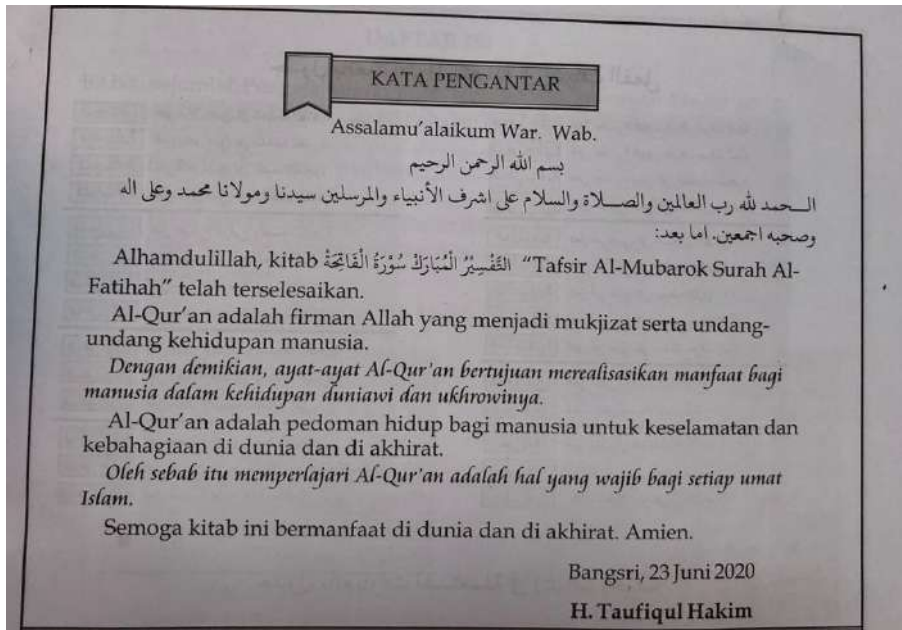 KATA PENGANTAR
Assalamu'alaikum War. Wab.
بسم الله الرحمن الرحيم
الـحمد لله رب العالمين والصـلاة والسلام على اشرف الأنبياء والمرسلين سيدنا ومولانا محمد وعلى اله
وصحبه اجمعين. اما بعد:
Alhamdulillah, kitab التَّفْسِيْرُ الْمُبَارَكْ سُوْرَةُ الْفَاتِحَةْ “Tafsir Al-Mubarok Surah Al-
Fatihah” telah terselesaikan.
Al-Qur'an adalah firman Allah yang menjadi mukjizat serta undang-
undang kehidupan manusia.
Dengan demikian, ayat-ayat Al-Qur'an bertujuan merealisasikan manfaat bagi
manusia dalam kehidupan duniawi dan ukhrowinya.
Al-Qur'an adalah pedoman hidup bagi manusia untuk keselamatan dan
kebahagiaan di dunia dan di akhirat.
Oleh sebab itu memperlajari Al-Qur'an adalah hal yang wajib bagi setiap umat
Islam.
Semoga kitab ini bermanfaat di dunia dan di akhirat. Amien.
Bangsri, 23 Juni 2020
H. Taufiqul Hakim